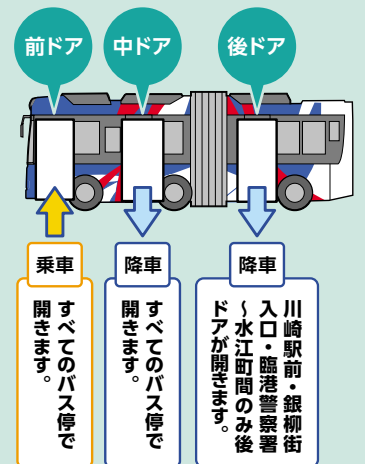 前ドア
中ドア
後ドア
乗車
すべてのバス停で
開きます。
降車
すべてのバス停で
開きます。
降車
川崎駅前・銀柳街
入口・臨港警察署
～水江町間のみ後
ドアが開きます。